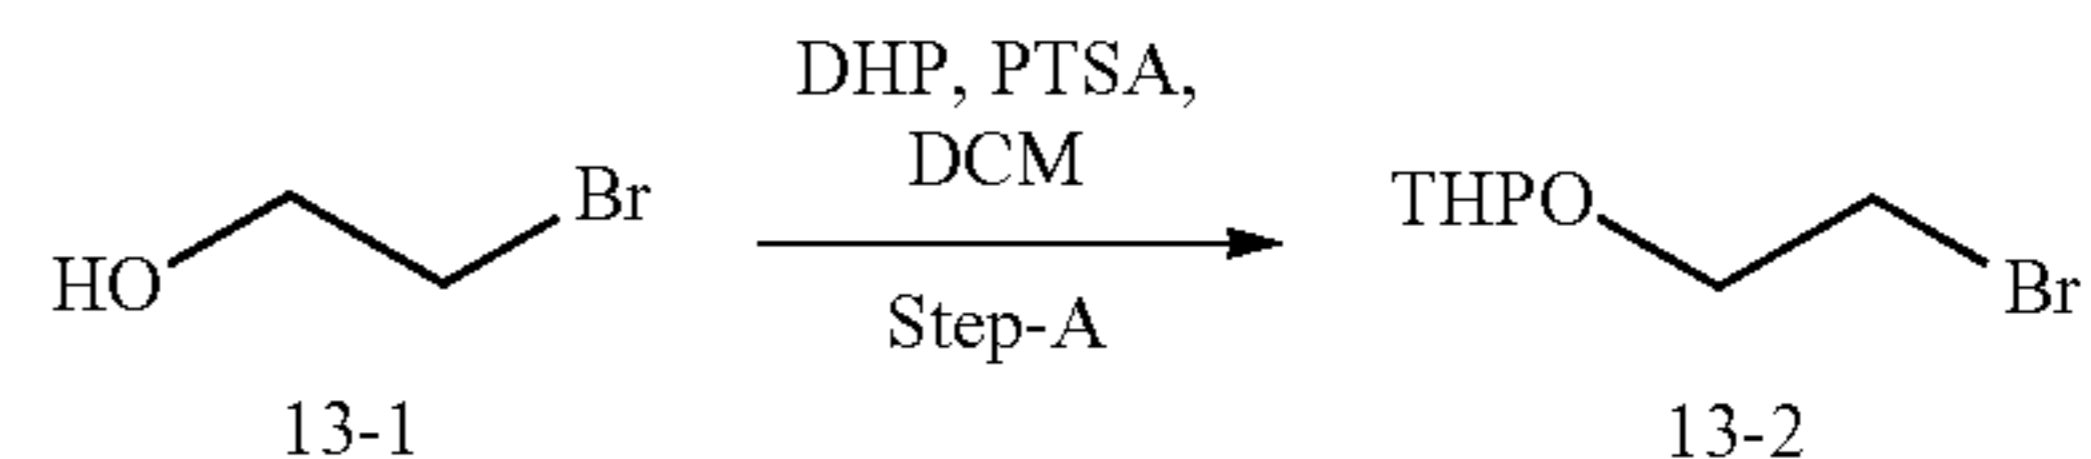 DHP, PTSA,
DCM
HO
Br
Step-A
THPO
Br
13-1
13-2